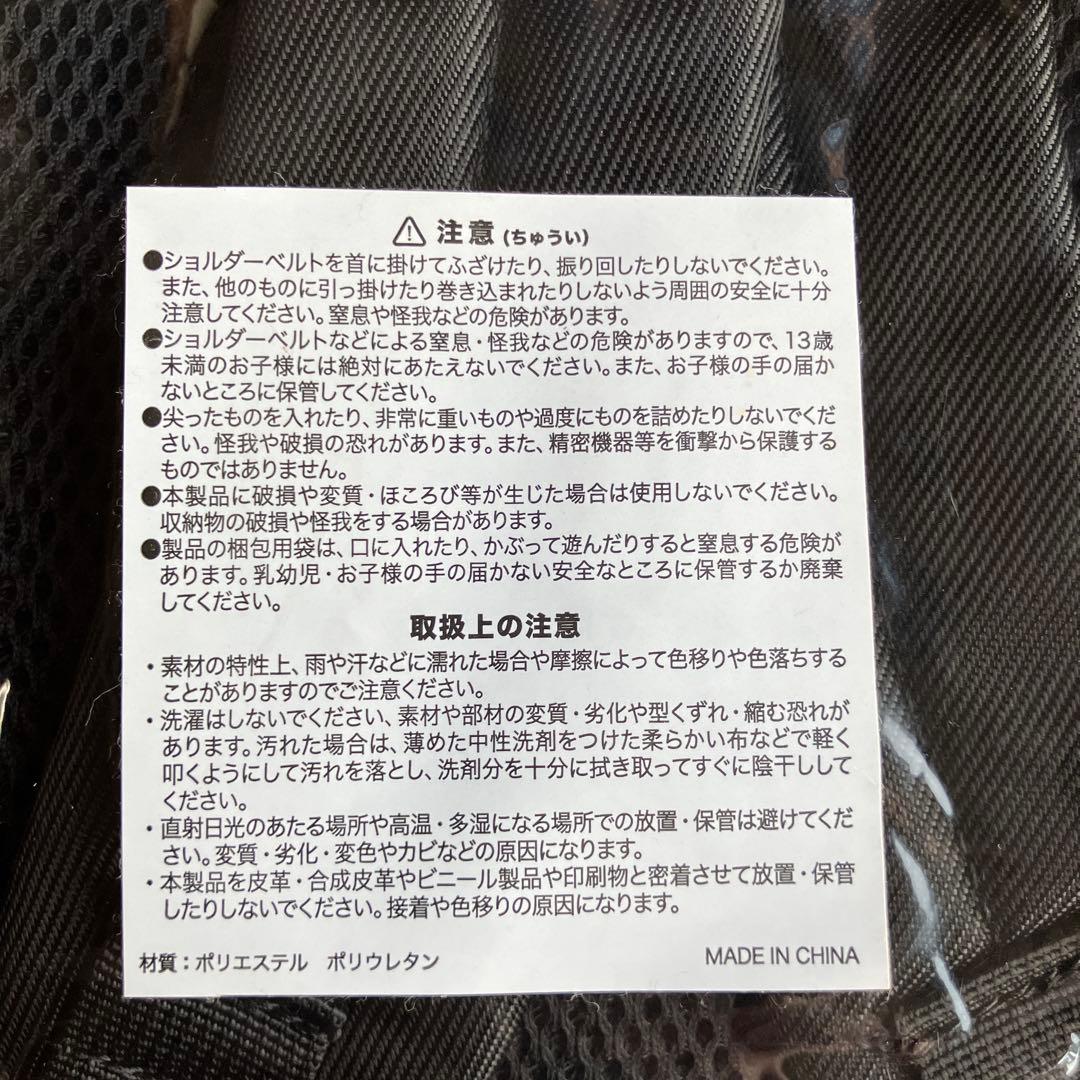 ⚠ 注意 (ちゅうい)
●ショルダーベルトを首に掛けてふざけたり、振り回したりしないでください。
また、他のものに引っ掛けたり巻き込まれたりしないよう周囲の安全に十分
注意してください。窒息や怪我などの危険があります。
●ショルダーベルトなどによる窒息・怪我などの危険がありますので、13歳
未満のお子様には絶対にあたえないでください。また、お子様の手の届か
ないところに保管してください。
●尖ったものを入れたり、非常に重いものや過度にものを詰めたりしないでくだ
さい。怪我や破損の恐れがあります。また、精密機器等を衝撃から保護する
ものではありません。
●本製品に破損や変質・ほころび等が生じた場合は使用しないでください。
収納物の破損や怪我をする場合があります。
●製品の梱包用袋は、口に入れたり、かぶって遊んだりすると窒息する危険が
あります。乳幼児・お子様の手の届かない安全なところに保管するか廃棄
してください。
取扱上の注意
・素材の特性上、雨や汗などに濡れた場合や摩擦によって色移りや色落ちする
ことがありますのでご注意ください。
・洗濯はしないでください、素材や部材の変質・劣化や型くずれ・縮む恐れが
あります。汚れた場合は、薄めた中性洗剤をつけた柔らかい布などで軽く
叩くようにして汚れを落とし、洗剤分を十分に拭き取ってすぐに陰干しして
ください。
・直射日光のあたる場所や高温・多湿になる場所での放置・保管は避けてくだ
さい。変質・劣化・変色やカビなどの原因になります。
・本製品を皮革・合成皮革やビニール製品や印刷物と密着させて放置・保管
したりしないでください。接着や色移りの原因になります。
材質：ポリエステル　ポリウレタン
MADE IN CHINA